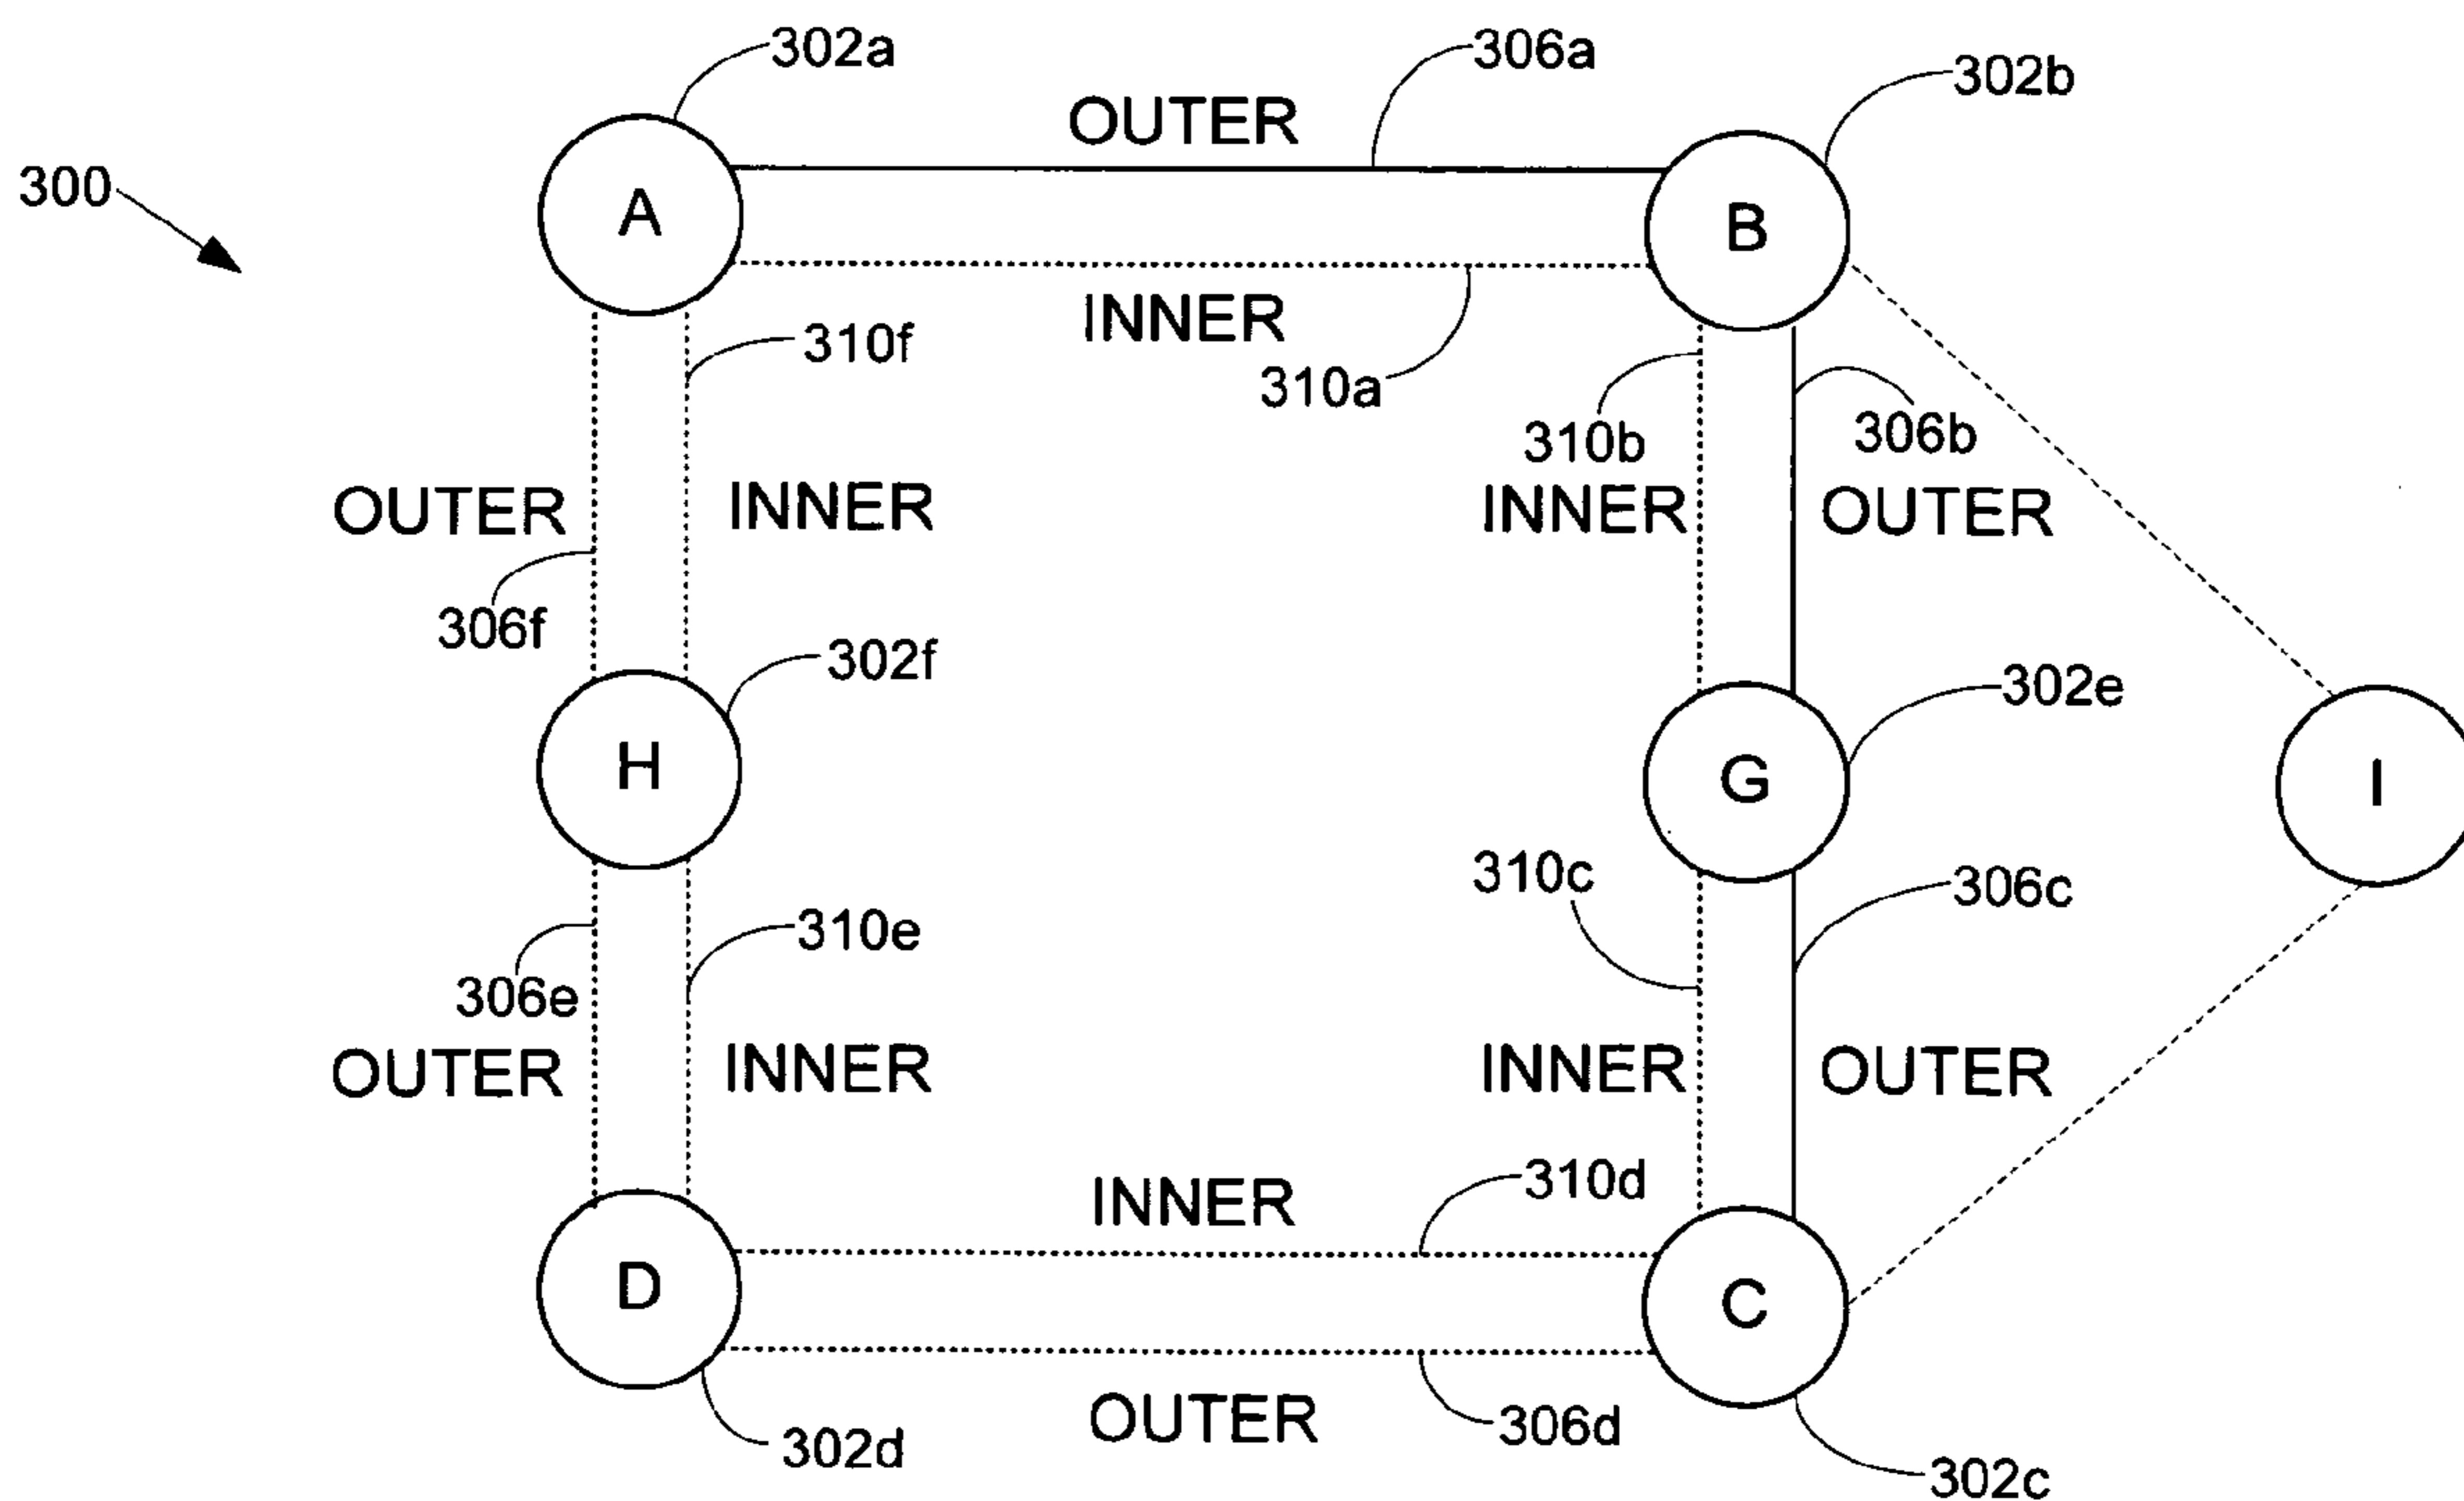 302a
306a
302b
OUTER
300
A
B
INNER
310f
310a
310b
306b
OUTER
INNER
INNER
OUTER
306f
302f
302e
H
G
I
310c
306c
310e
306e
OUTER
INNER
INNER
OUTER
310d
INNER
D
C
OUTER
306d
302d
302c